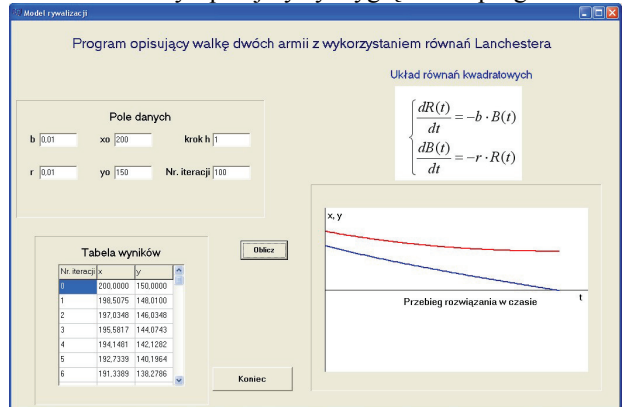 Model rywalizacji
Program opisujący walkę dwóch armii z wykorzystaniem równań Lanchestera
Układ równań kwadratowych
dR(t)/dt = -b · B(t)
dB(t)/dt = -r · R(t)
Pole danych
b 0,01 xo 200 krok h 1
r 0,01 yo 150 Nr. iteracji 100
Tabela wyników
Nr. iteracji x y
0 200,0000 150,0000
1 198,5075 148,0100
2 197,0348 146,0348
3 195,5817 144,0743
4 194,1481 142,1282
5 192,7339 140,1964
6 191,3389 138,2786
Oblicz
Koniec
x, y
t
Przebieg rozwiązania w czasie